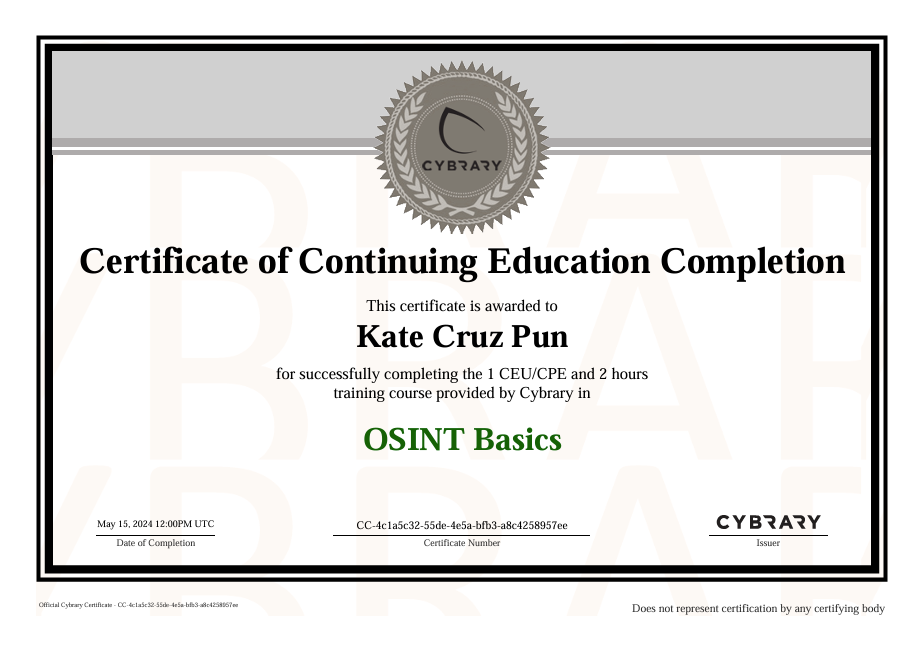 CYBRARY
Certificate of Continuing Education Completion
This certificate is awarded to
Kate Cruz Pun
for successfully completing the 1 CEU/CPE and 2 hours
training course provided by Cybrary in
OSINT Basics
May 15, 2024 12:00PM UTC
Date of Completion
CC-4c1a5c32-55de-4e5a-bfb3-a8c4258957ee
Certificate Number
CYBRARY
Issuer
Official Cybrary Certificate - CC-4c1a5c32-55de-4e5a-bfb3-a8c4258957ee
Does not represent certification by any certifying body